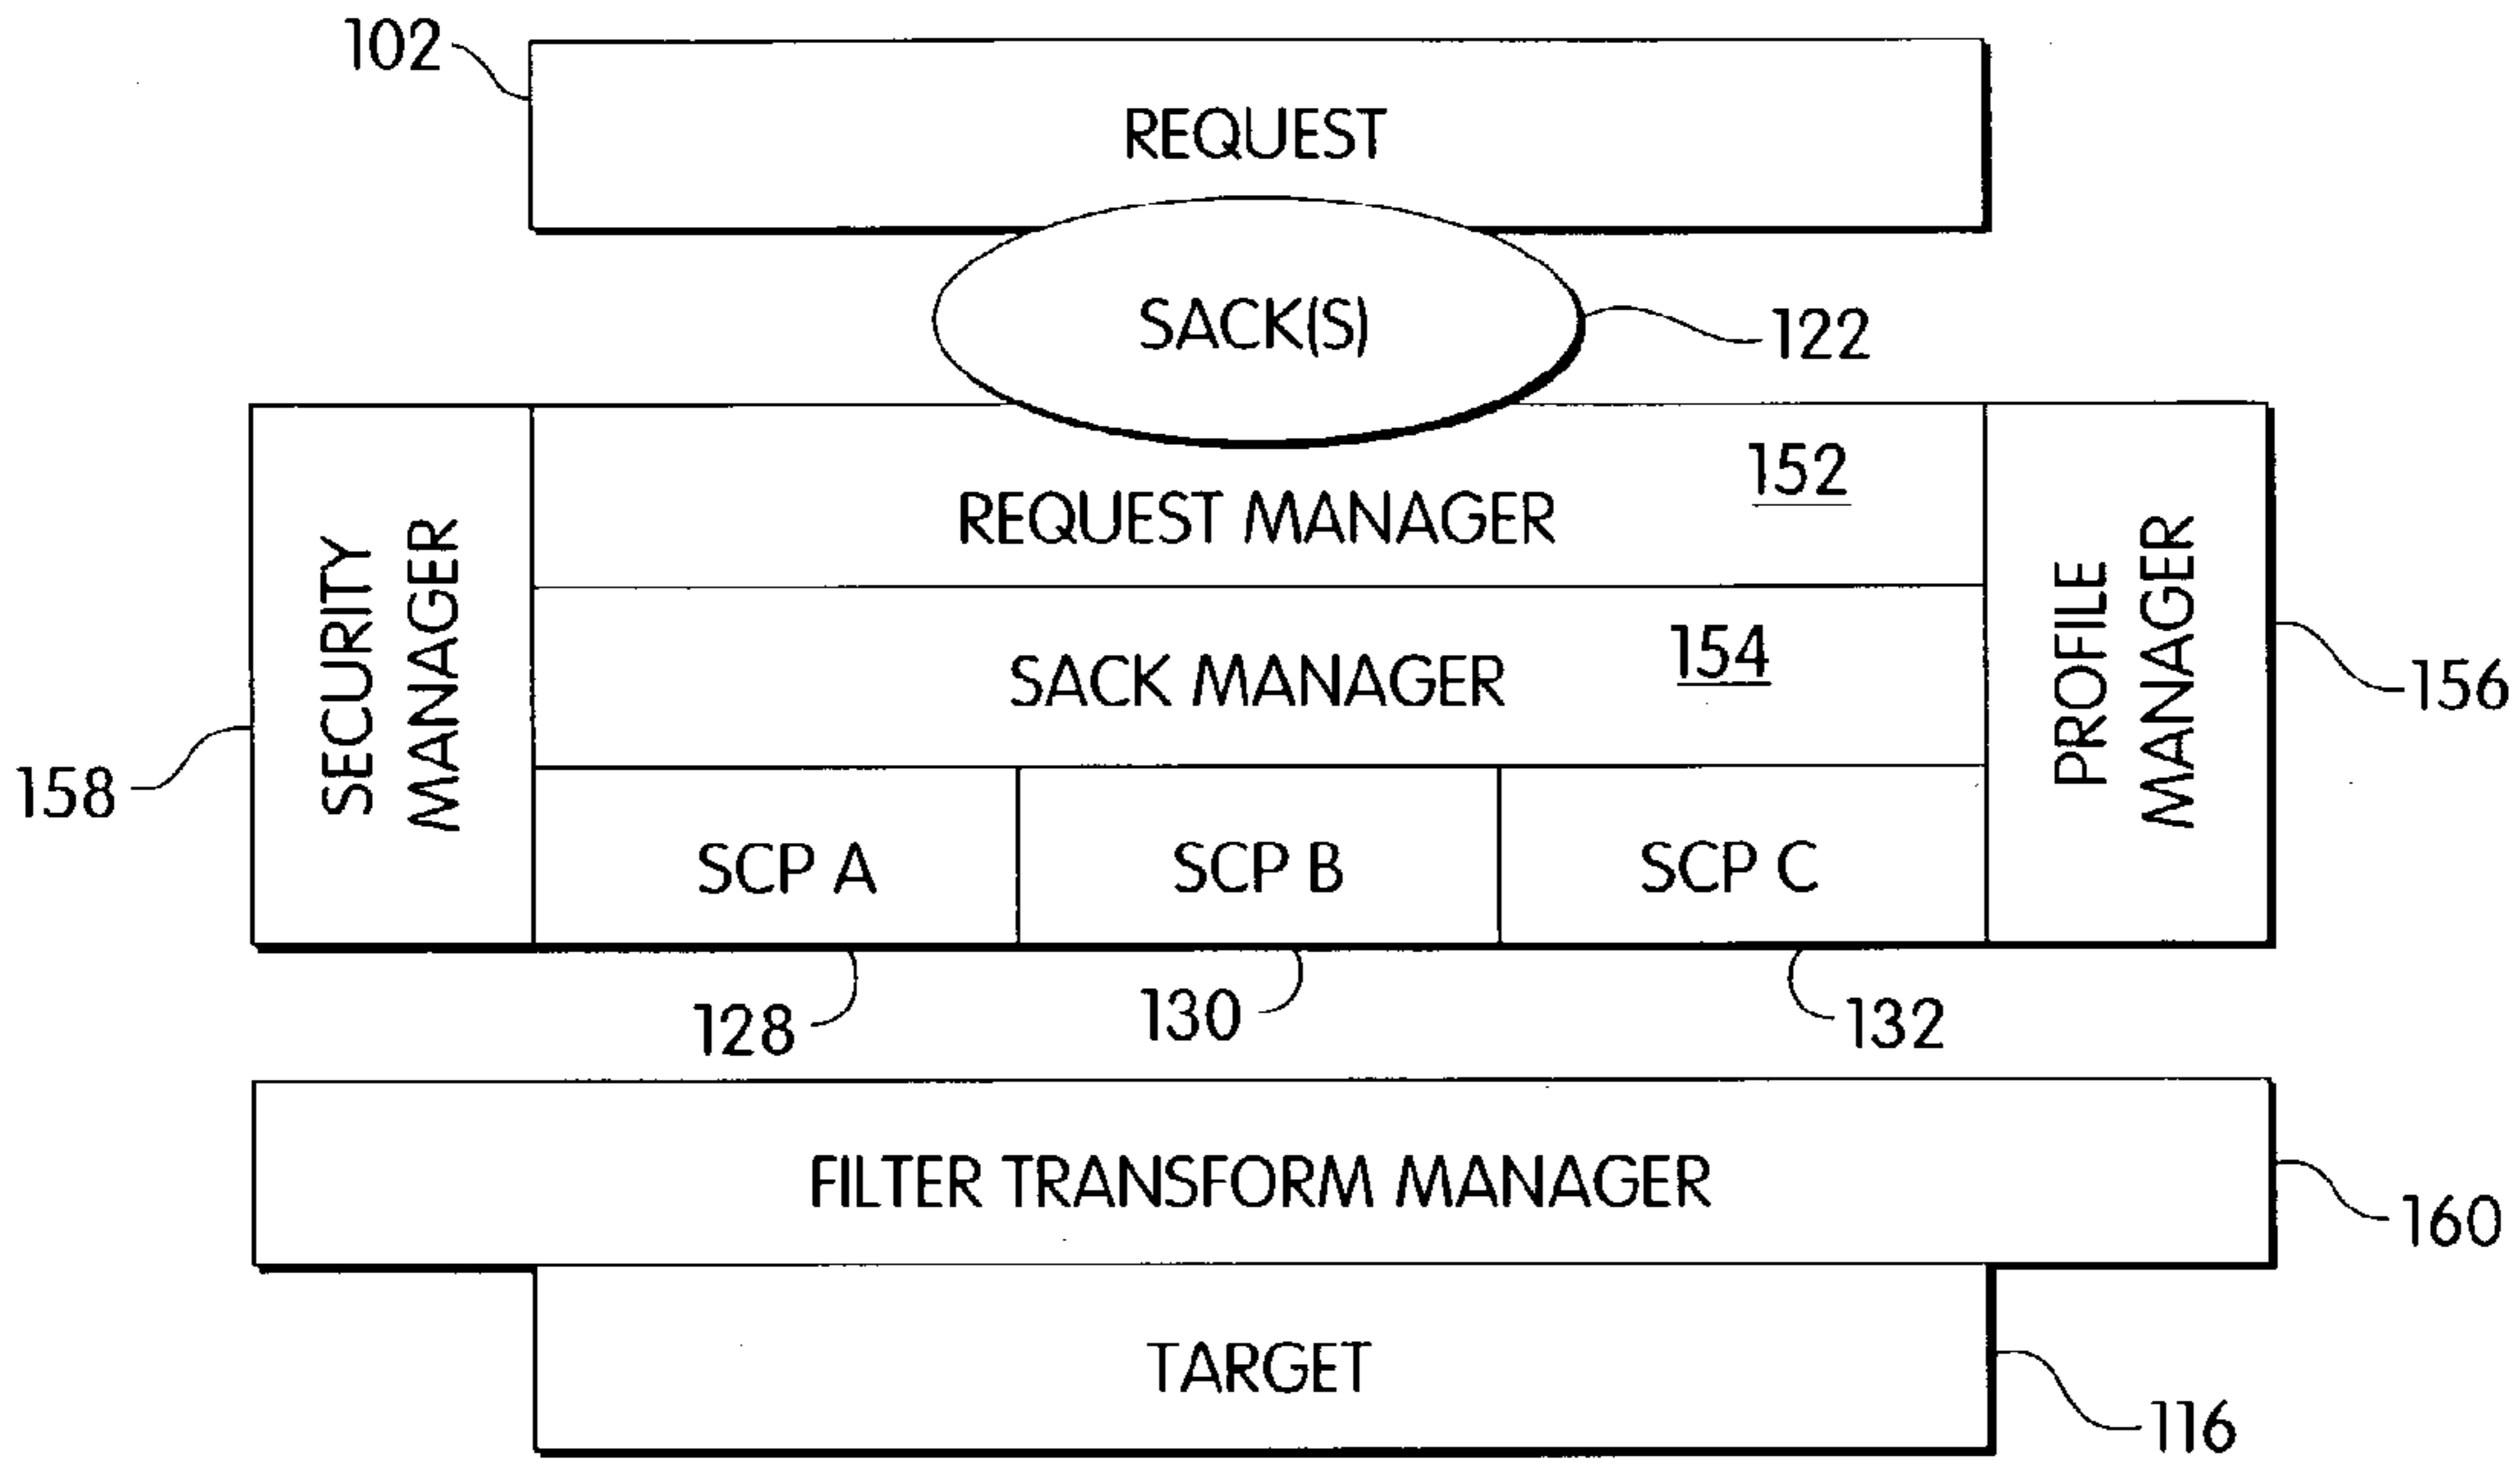 102
REQUEST
SACK(S)
122
152
REQUEST MANAGER
SECURITY
MANAGER
154
SACK MANAGER
PROFILE
MANAGER
156
158
SCP A
SCP B
SCP C
128
130
132
FILTER TRANSFORM MANAGER
160
TARGET
116